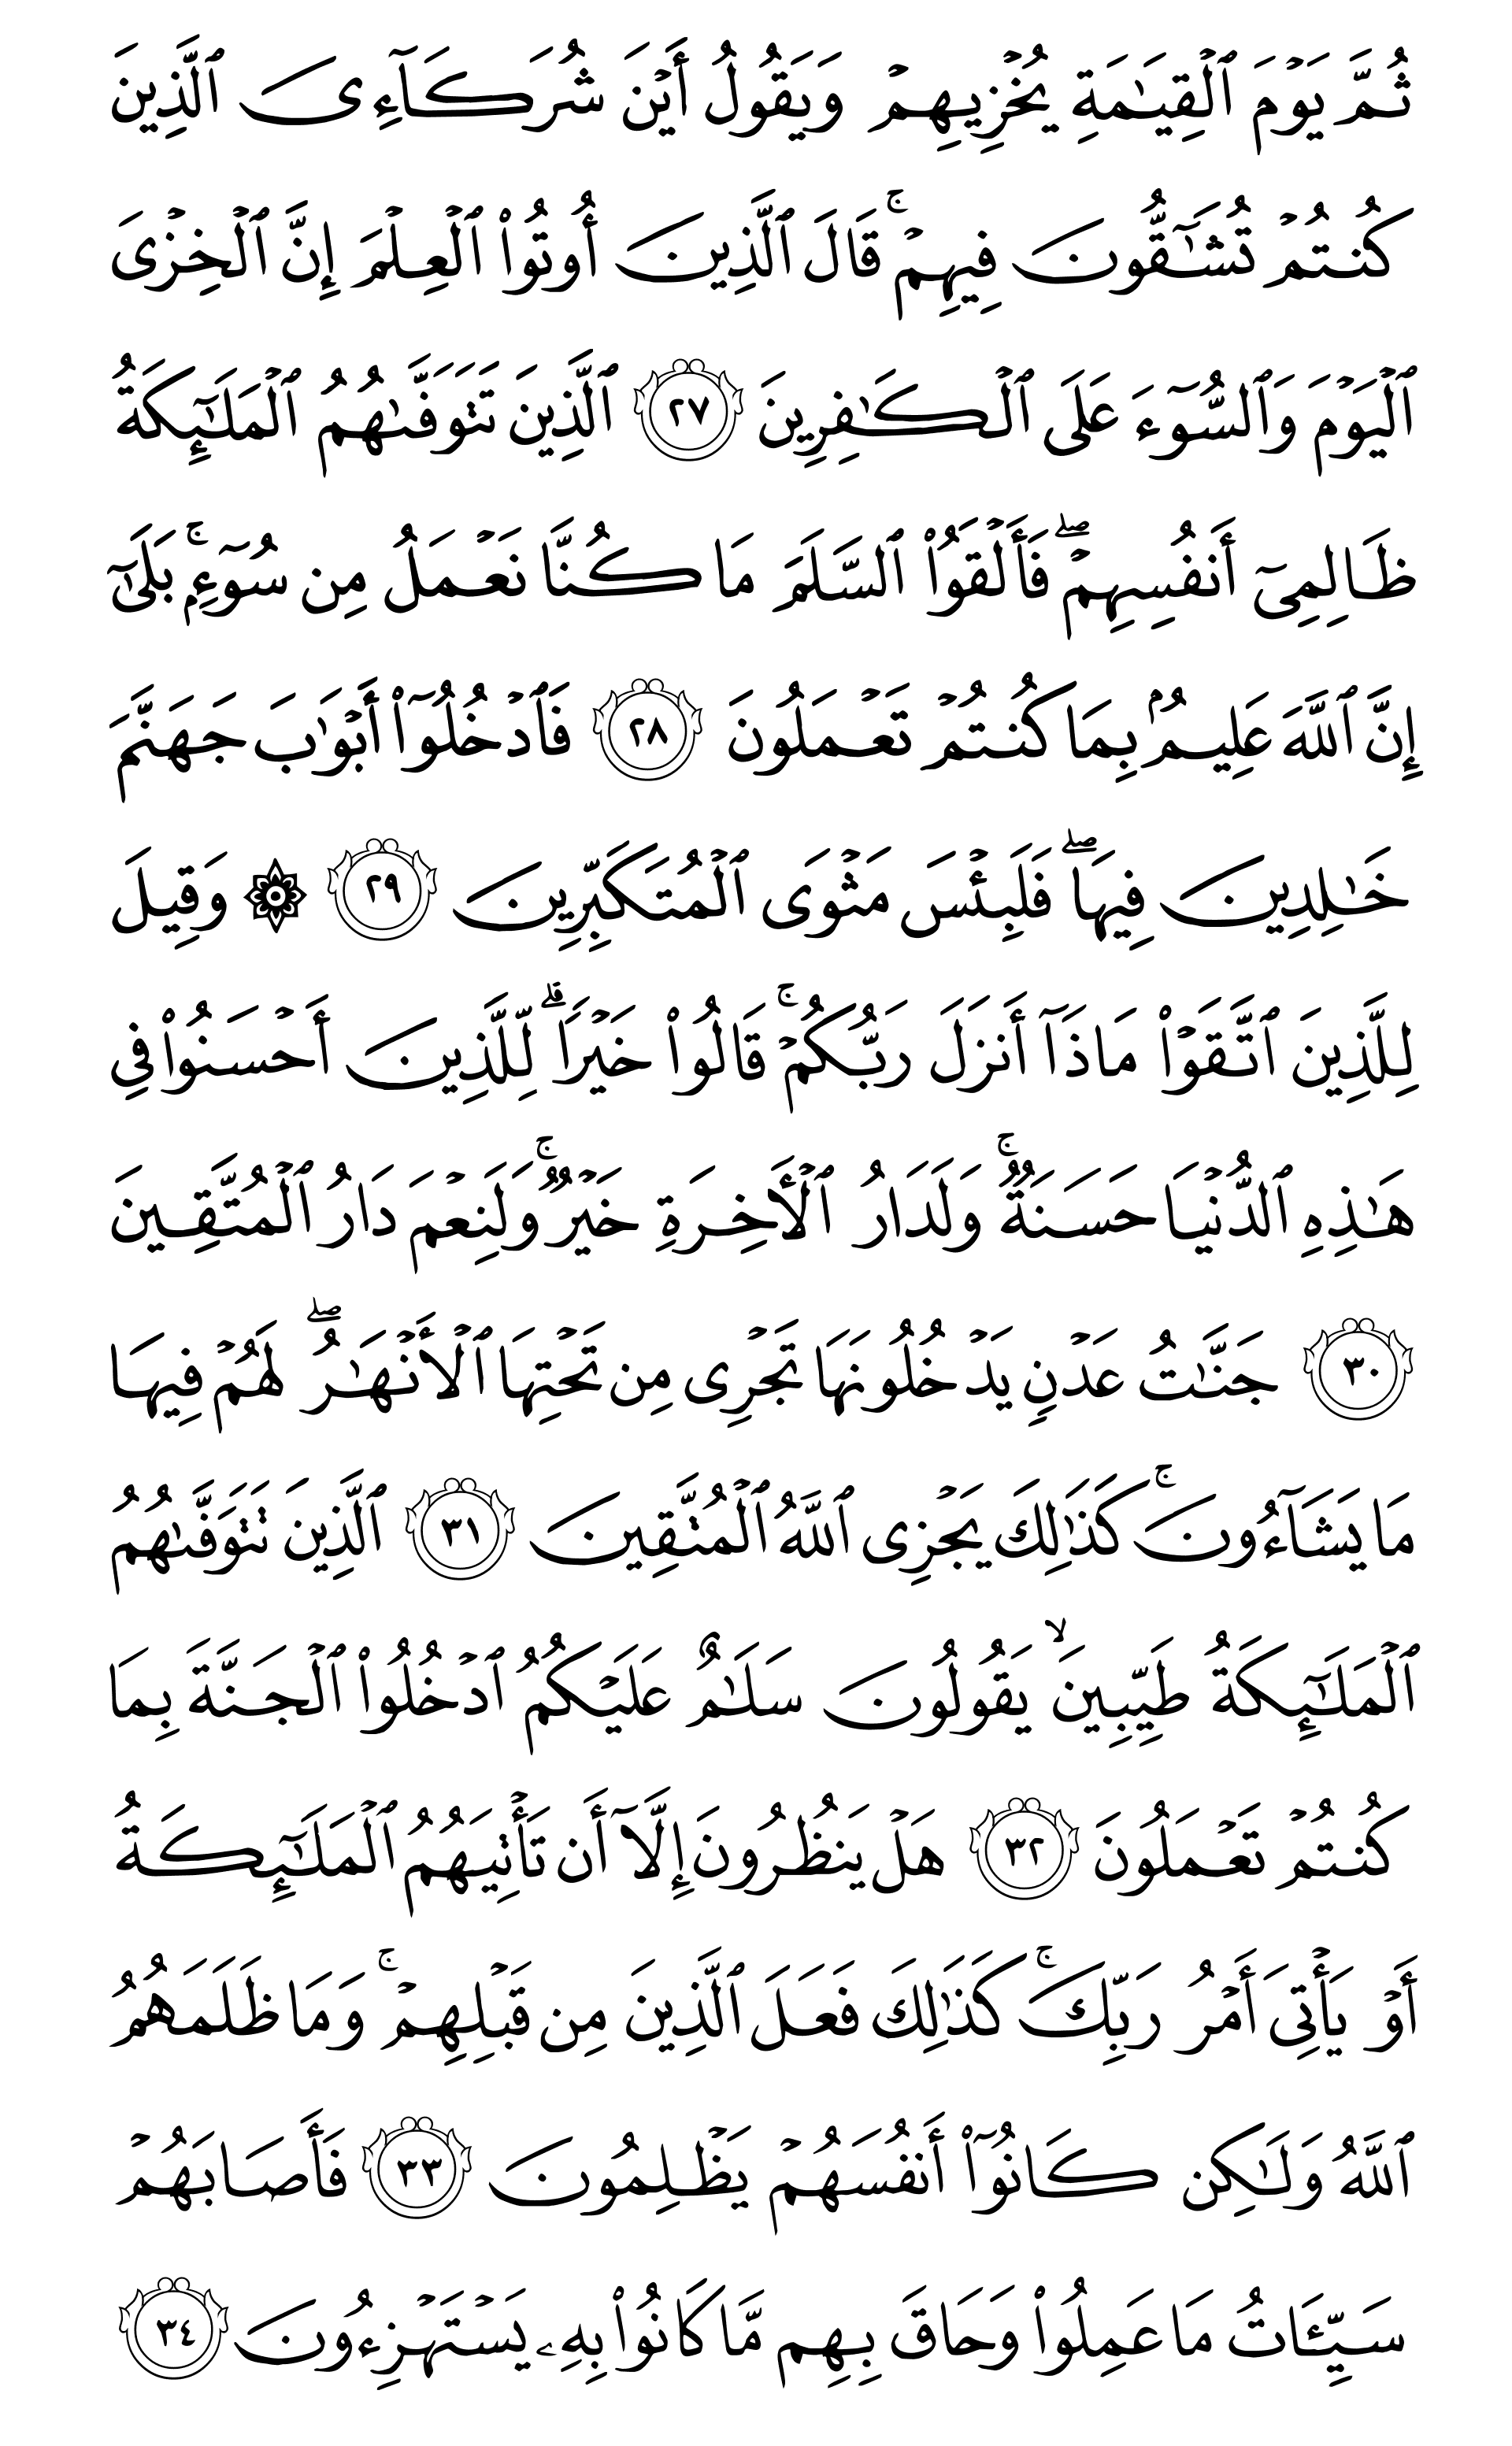 ثُمَّ يَوْمَ ٱلْقِيَـٰمَةِ يُخْزِيهِمْ وَيَقُولُ أَيْنَ شُرَكَآءِىَ ٱلَّذِينَ
كُنتُمْ تُشَـٰٓقُّونَ فِيهِمْ ۚ قَالَ ٱلَّذِينَ أُوتُوا۟ ٱلْعِلْمَ إِنَّ ٱلْخِزْىَ
ٱلْيَوْمَ وَٱلسُّوٓءَ عَلَى ٱلْكَـٰفِرِينَ ٢٧ ٱلَّذِينَ تَتَوَفَّىٰهُمُ ٱلْمَلَـٰٓئِكَةُ
ظَالِمِىٓ أَنفُسِهِمْ ۖ فَأَلْقَوُا۟ ٱلسَّلَمَ مَا كُنَّا نَعْمَلُ مِن سُوٓءٍۭ ۚ بَلَىٰٓ
إِنَّ ٱللَّهَ عَلِيمٌۢ بِمَا كُنتُمْ تَعْمَلُونَ ٢٨ فَٱدْخُلُوٓا۟ أَبْوَٰبَ جَهَنَّمَ
خَـٰلِدِينَ فِيهَا ۖ فَلَبِئْسَ مَثْوَى ٱلْمُتَكَبِّرِينَ ٢٩ ۞ وَقِيلَ
لِلَّذِينَ ٱتَّقَوْا۟ مَاذَآ أَنزَلَ رَبُّكُمْ ۚ قَالُوا۟ خَيْرًا ۗ لِّلَّذِينَ أَحْسَنُوا۟ فِى
هَـٰذِهِ ٱلدُّنْيَا حَسَنَةٌ ۚ وَلَدَارُ ٱلْـَٔاخِرَةِ خَيْرٌ ۚ وَلَنِعْمَ دَارُ ٱلْمُتَّقِينَ
٣٠ جَنَّـٰتُ عَدْنٍ يَدْخُلُونَهَا تَجْرِى مِن تَحْتِهَا ٱلْأَنْهَـٰرُ ۖ لَهُمْ فِيهَا
مَا يَشَآءُونَ ۚ كَذَٰلِكَ يَجْزِى ٱللَّهُ ٱلْمُتَّقِينَ ٣١ ٱلَّذِينَ تَتَوَفَّىٰهُمُ
ٱلْمَلَـٰٓئِكَةُ طَيِّبِينَ ۙ يَقُولُونَ سَلَـٰمٌ عَلَيْكُمُ ٱدْخُلُوا۟ ٱلْجَنَّةَ بِمَا
كُنتُمْ تَعْمَلُونَ ٣٢ هَلْ يَنظُرُونَ إِلَّآ أَن تَأْتِيَهُمُ ٱلْمَلَـٰٓئِكَةُ
أَوْ يَأْتِىَ أَمْرُ رَبِّكَ ۚ كَذَٰلِكَ فَعَلَ ٱلَّذِينَ مِن قَبْلِهِمْ ۚ وَمَا ظَلَمَهُمُ
ٱللَّهُ وَلَـٰكِن كَانُوٓا۟ أَنفُسَهُمْ يَظْلِمُونَ ٣٣ فَأَصَابَهُمْ
سَيِّـَٔاتُ مَا عَمِلُوا۟ وَحَاقَ بِهِم مَّا كَانُوا۟ بِهِۦ يَسْتَهْزِءُونَ ٣٤